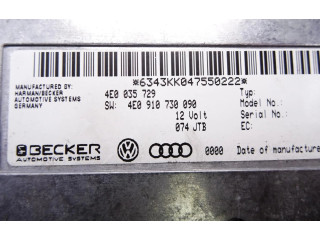 *6343KK047550222*
MANUFACTURED BY
HARMAN/BECKER
AUTOMOTIVE SYSTEMS
GERMANY
4E0 035 729
SW: 4E0 910 730 090
12 Volt
074 JTB
Typ:
Model No.:
Serial No.:
EC:
BECKER
AUTOMOTIVE SYSTEMS
0000
Date of manufacture